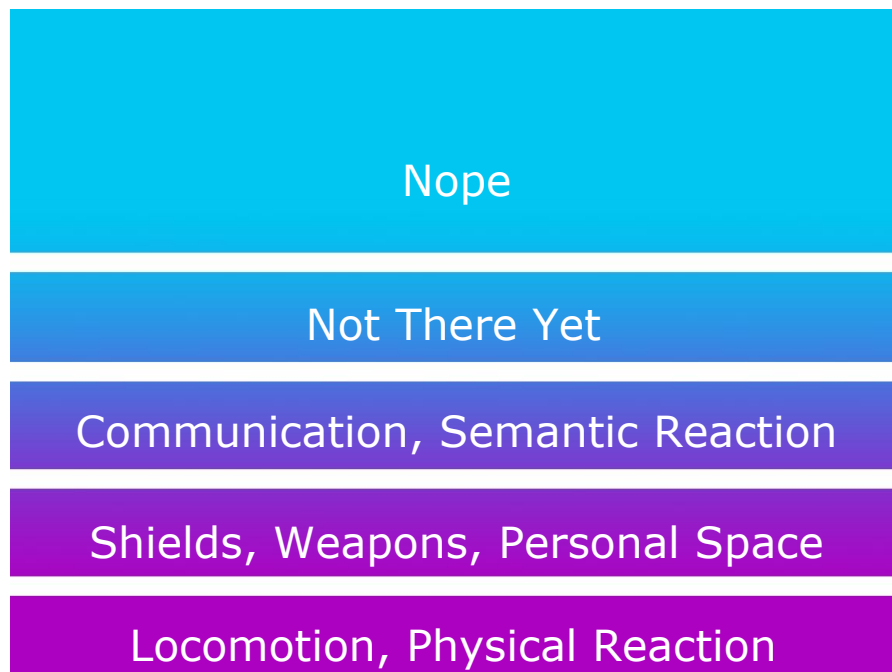 Nope
Not There Yet
Communication, Semantic Reaction
Shields, Weapons, Personal Space
Locomotion, Physical Reaction